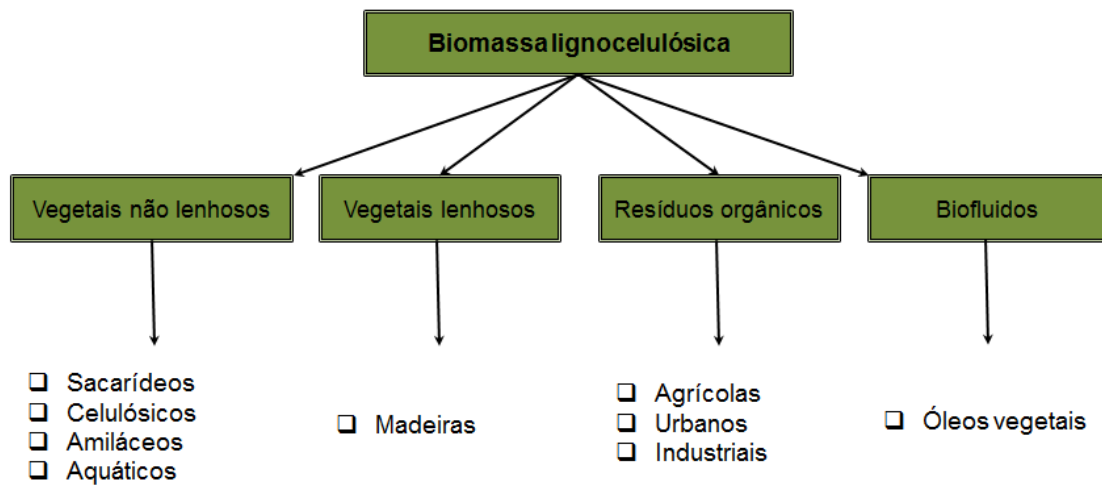 Biomassa lignocelulósica
Vegetais não lenhosos
Vegetais lenhosos
Resíduos orgânicos
Biofluidos
Sacarídeos
Celulósicos
Amiláceos
Aquáticos
Madeiras
Agrícolas
Urbanos
Industriais
Óleos vegetais